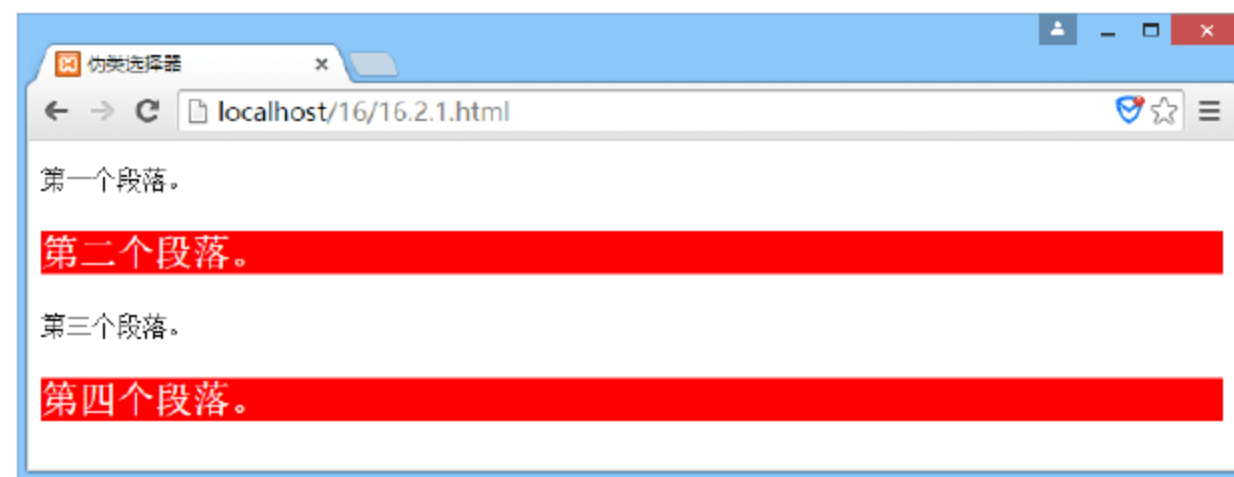 伪类选择器
localhost/16/16.2.1.html
第一个段落。
第二个段落。
第三个段落。
第四个段落。